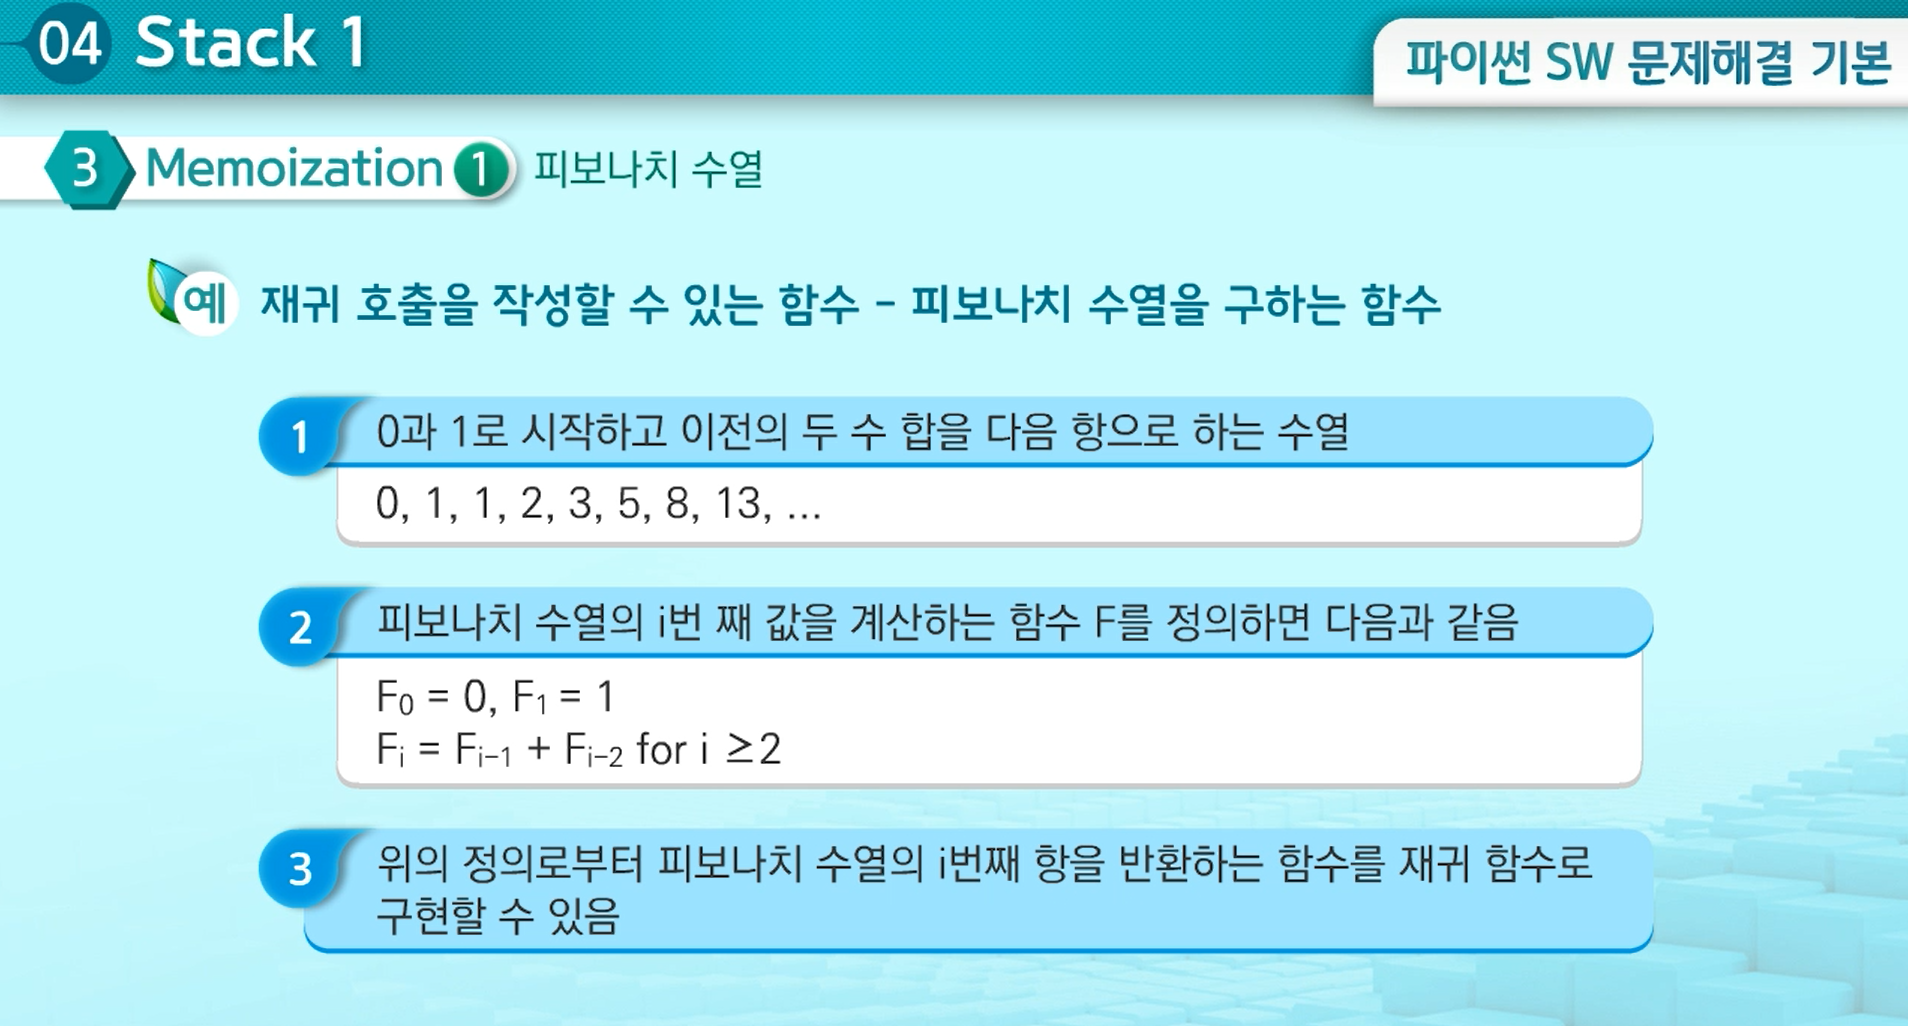 04 Stack 1
파이썬 SW 문제해결 기본
3 Memoization 1 피보나치 수열
예 재귀 호출을 작성할 수 있는 함수 - 피보나치 수열을 구하는 함수
1 0과 1로 시작하고 이전의 두 수 합을 다음 항으로 하는 수열
0, 1, 1, 2, 3, 5, 8, 13, ...
2 피보나치 수열의 i번 째 값을 계산하는 함수 F를 정의하면 다음과 같음
F₀ = 0, F₁ = 1
Fᵢ = Fᵢ₋₁ + Fᵢ₋₂ for i ≥2
3 위의 정의로부터 피보나치 수열의 i번째 항을 반환하는 함수를 재귀 함수로
구현할 수 있음